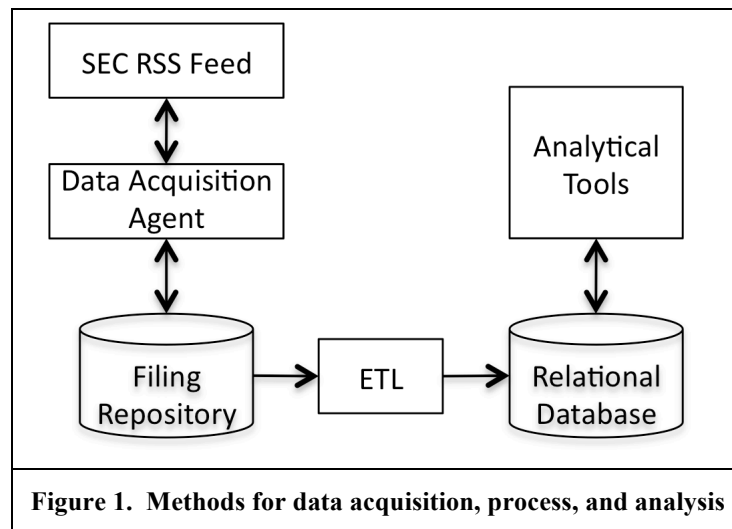 SEC RSS Feed
Data Acquisition
Agent
Filing
Repository
ETL
Analytical
Tools
Relational
Database
Figure 1. Methods for data acquisition, process, and analysis